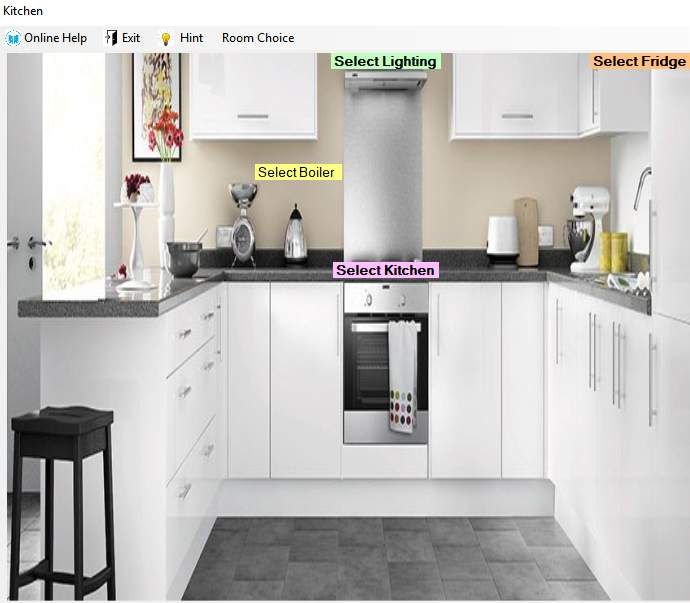 Kitchen
Online Help Exit Hint Room Choice
Select Lighting
Select Fridge
Select Boiler
Select Kitchen